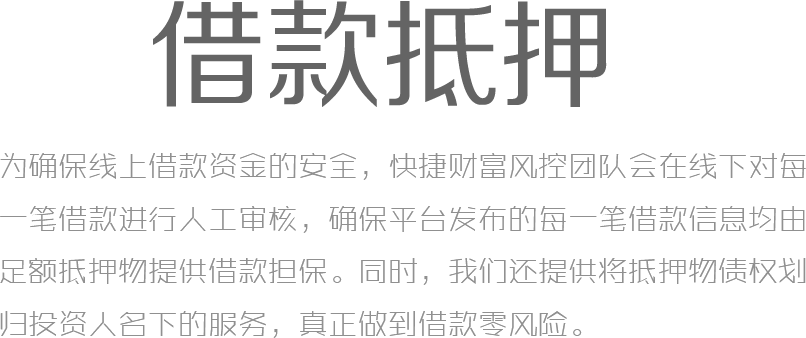 借款抵押
为确保线上借款资金的安全，快捷财富风控团队会在线下对每
一笔借款进行人工审核，确保平台发布的每一笔借款信息均由
足额抵押物提供借款担保。同时，我们还提供将抵押物债权划
归投资人名下的服务，真正做到借款零风险。